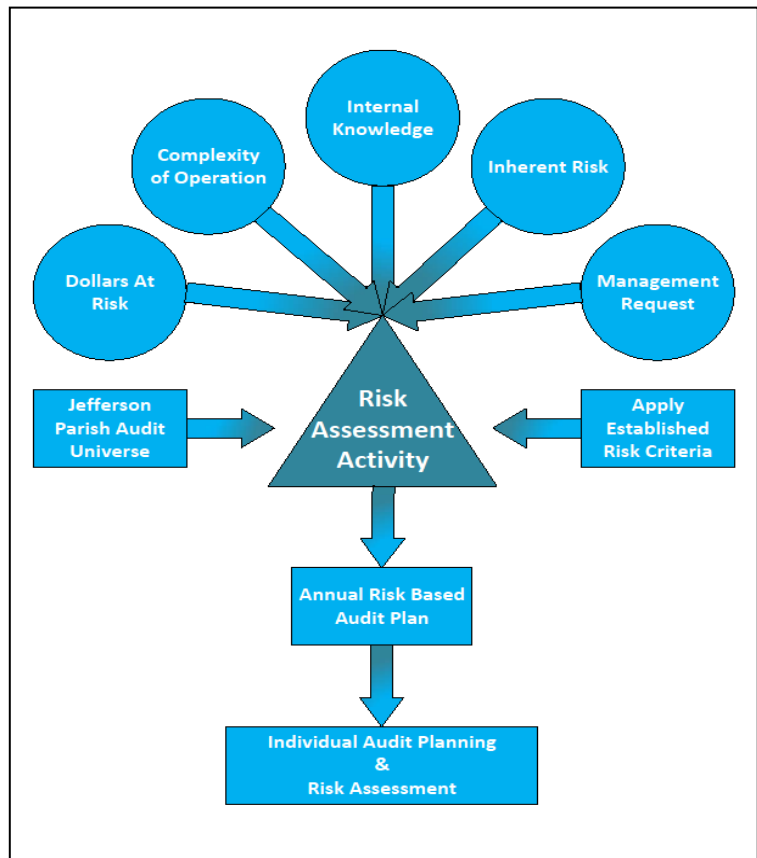 Internal
Knowledge
Complexity
of Operation
Inherent Risk
Dollars At
Risk
Management
Request
Jefferson
Parish Audit
Universe
Risk
Assessment
Activity
Apply
Established
Risk Criteria
Annual Risk Based
Audit Plan
Individual Audit Planning
&
Risk Assessment